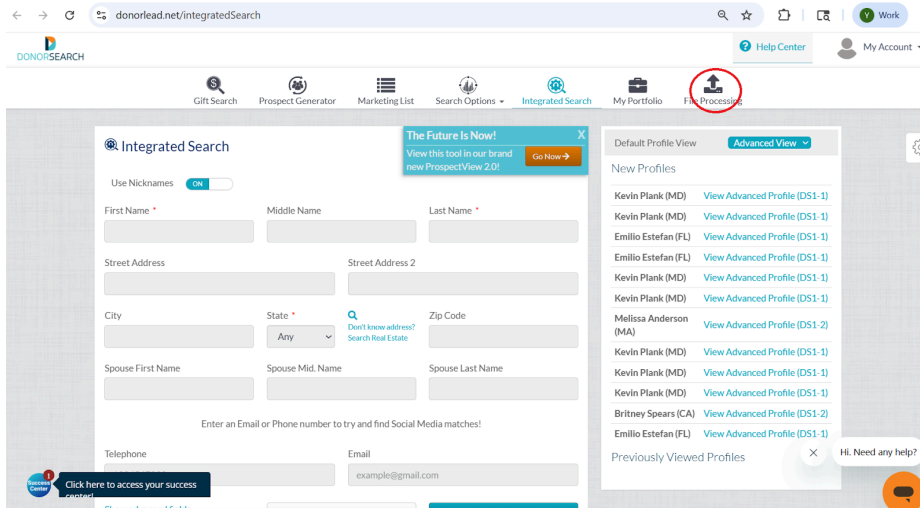 donorlead.net/integratedSearch
Work
DONORSEARCH
Help Center
My Account
Gift Search
Prospect Generator
Marketing List
Search Options
Integrated Search
My Portfolio
File Processing
Integrated Search
The Future Is Now!
X
View this tool in our brand
new ProspectView 2.0!
Go Now
Use Nicknames
ON
First Name *
Middle Name
Last Name *
Street Address
Street Address 2
City
State *
Any
Don't know address?
Search Real Estate
Zip Code
Spouse First Name
Spouse Mid. Name
Spouse Last Name
Enter an Email or Phone number to try and find Social Media matches!
Telephone
Email
example@gmail.com
Default Profile View
Advanced View
New Profiles
Kevin Plank (MD) View Advanced Profile (DS1-1)
Kevin Plank (MD) View Advanced Profile (DS1-1)
Emilio Estefan (FL) View Advanced Profile (DS1-1)
Emilio Estefan (FL) View Advanced Profile (DS1-1)
Kevin Plank (MD) View Advanced Profile (DS1-1)
Kevin Plank (MD) View Advanced Profile (DS1-1)
Melissa Anderson
(MA) View Advanced Profile (DS1-2)
Kevin Plank (MD) View Advanced Profile (DS1-1)
Kevin Plank (MD) View Advanced Profile (DS1-1)
Kevin Plank (MD) View Advanced Profile (DS1-1)
Britney Spears (CA) View Advanced Profile (DS1-2)
Emilio Estefan (FL) View Advanced Profile (DS1-1)
Previously Viewed Profiles
Hi. Need any help?
1
Success
Center
Click here to access your success
center!